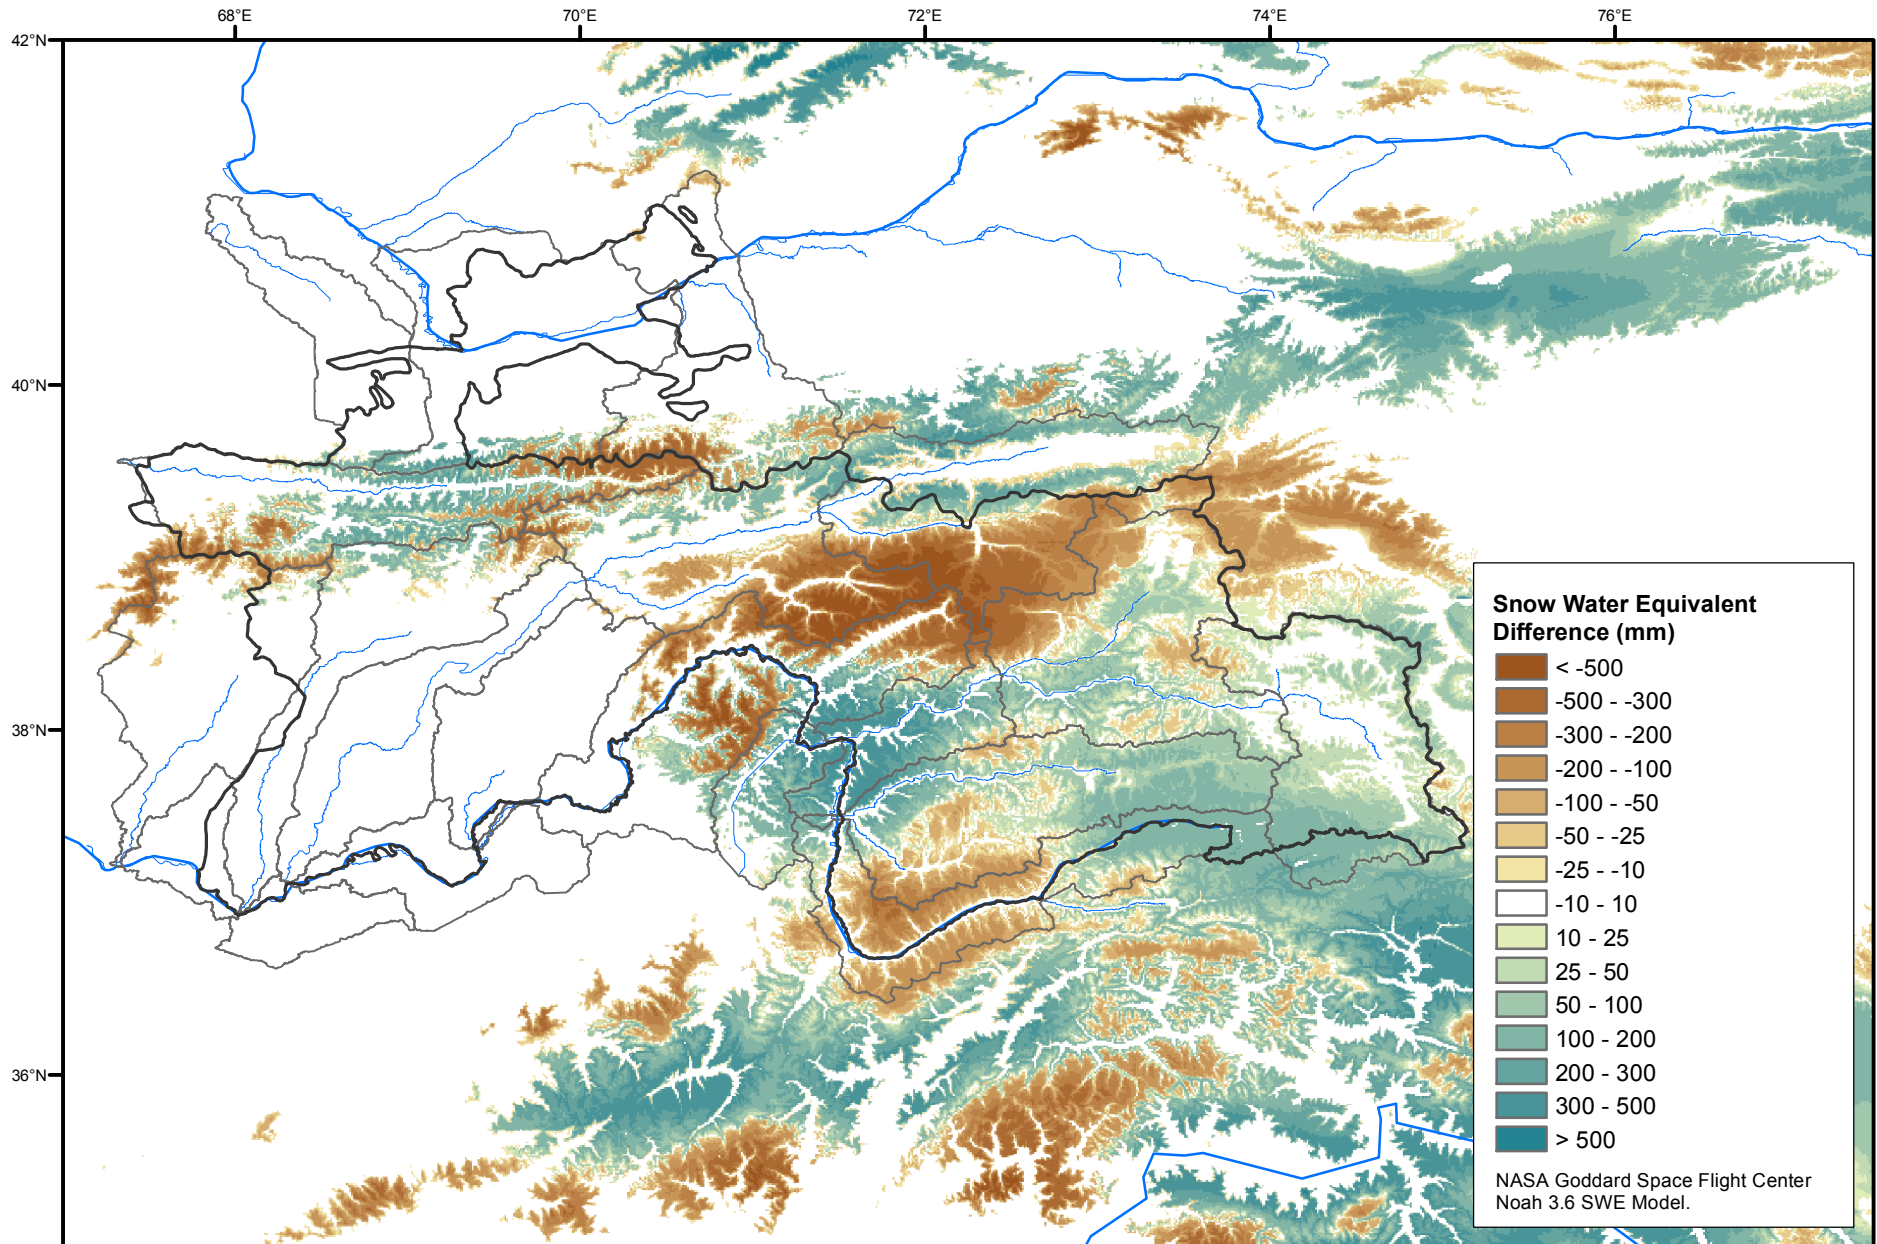 68°E
70°E
72°E
74°E
76°E
42°N
40°N
38°N
36°N
Snow Water Equivalent
Difference (mm)
< -500
-500 - -300
-300 - -200
-200 - -100
-100 - -50
-50 - -25
-25 - -10
-10 - 10
10 - 25
25 - 50
50 - 100
100 - 200
200 - 300
300 - 500
> 500
NASA Goddard Space Flight Center
Noah 3.6 SWE Model.